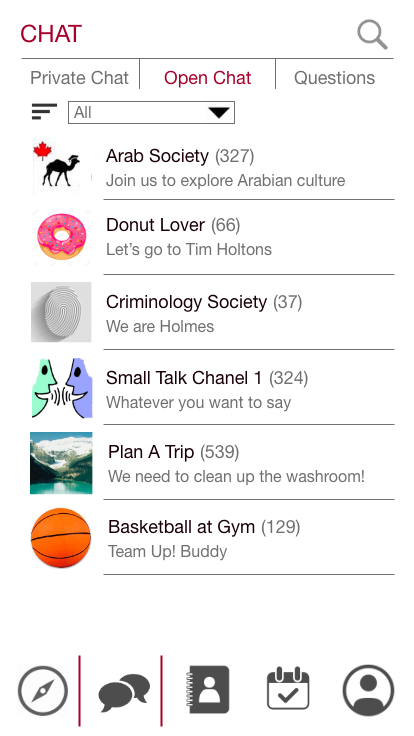 CHAT
Private Chat
Open Chat
Questions
All
Arab Society (327)
Join us to explore Arabian culture
Donut Lover (66)
Let’s go to Tim Holtons
Criminology Society (37)
We are Holmes
Small Talk Chanel 1 (324)
Whatever you want to say
Plan A Trip (539)
We need to clean up the washroom!
Basketball at Gym (129)
Team Up! Buddy